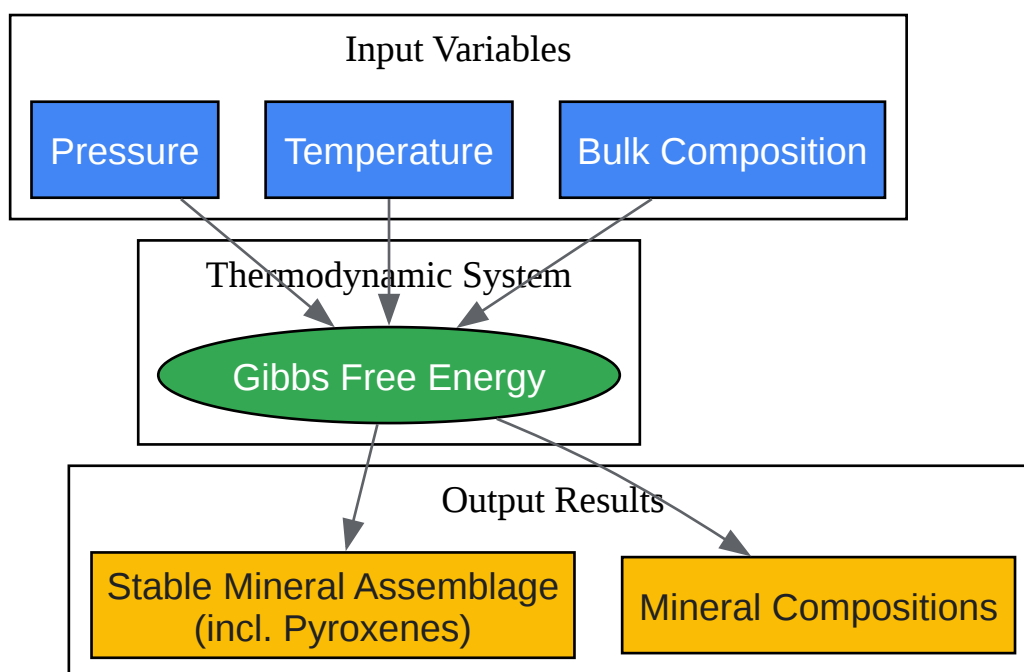 Input Variables
Pressure
Temperature
Bulk Composition
Thermodynamic System
Gibbs Free Energy
Output Results
Stable Mineral Assemblage
(incl. Pyroxenes)
Mineral Compositions